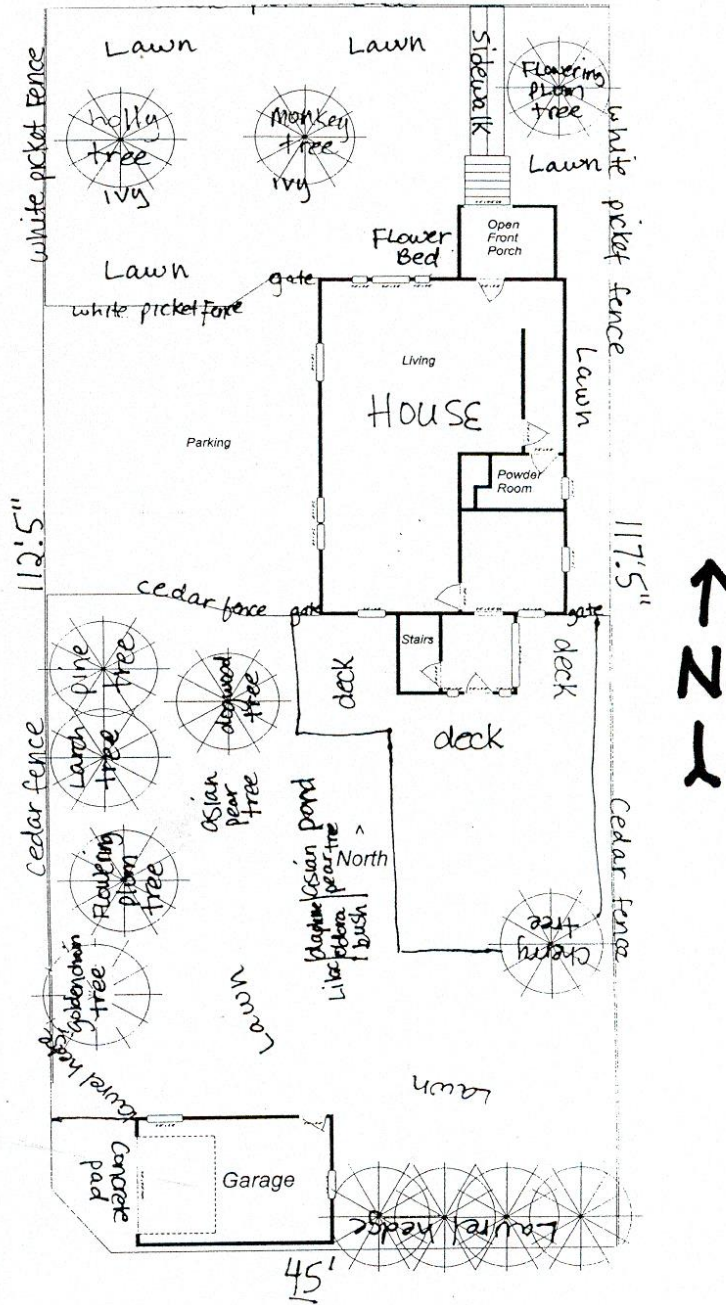 Lawn
Lawn
Sidewalk
Flowering
plum
tree
holly
tree
ivy
Monkey
tree
ivy
Lawn
white picket fence
white picket fence
Open
Front
Porch
Flower
Bed
Lawn
gate
white picket fence
Living
HOUSE
Lawn
Parking
Powder
Room
112'5"
117'5"
cedar fence
gate
gate
Stairs
deck
deck
deck
pine
tree
dogwood
tree
Larch
tree
asian
pear
tree
cedar fence
cedar fence
Flowering
plum
tree
pond
asian
pear tree
North
daphne
Lilac
bush
cherry
tree
goldenchain
tree
Lawn
Lawn
laurel hedge
Concrete
pad
Garage
Laurel hedge
45'
N